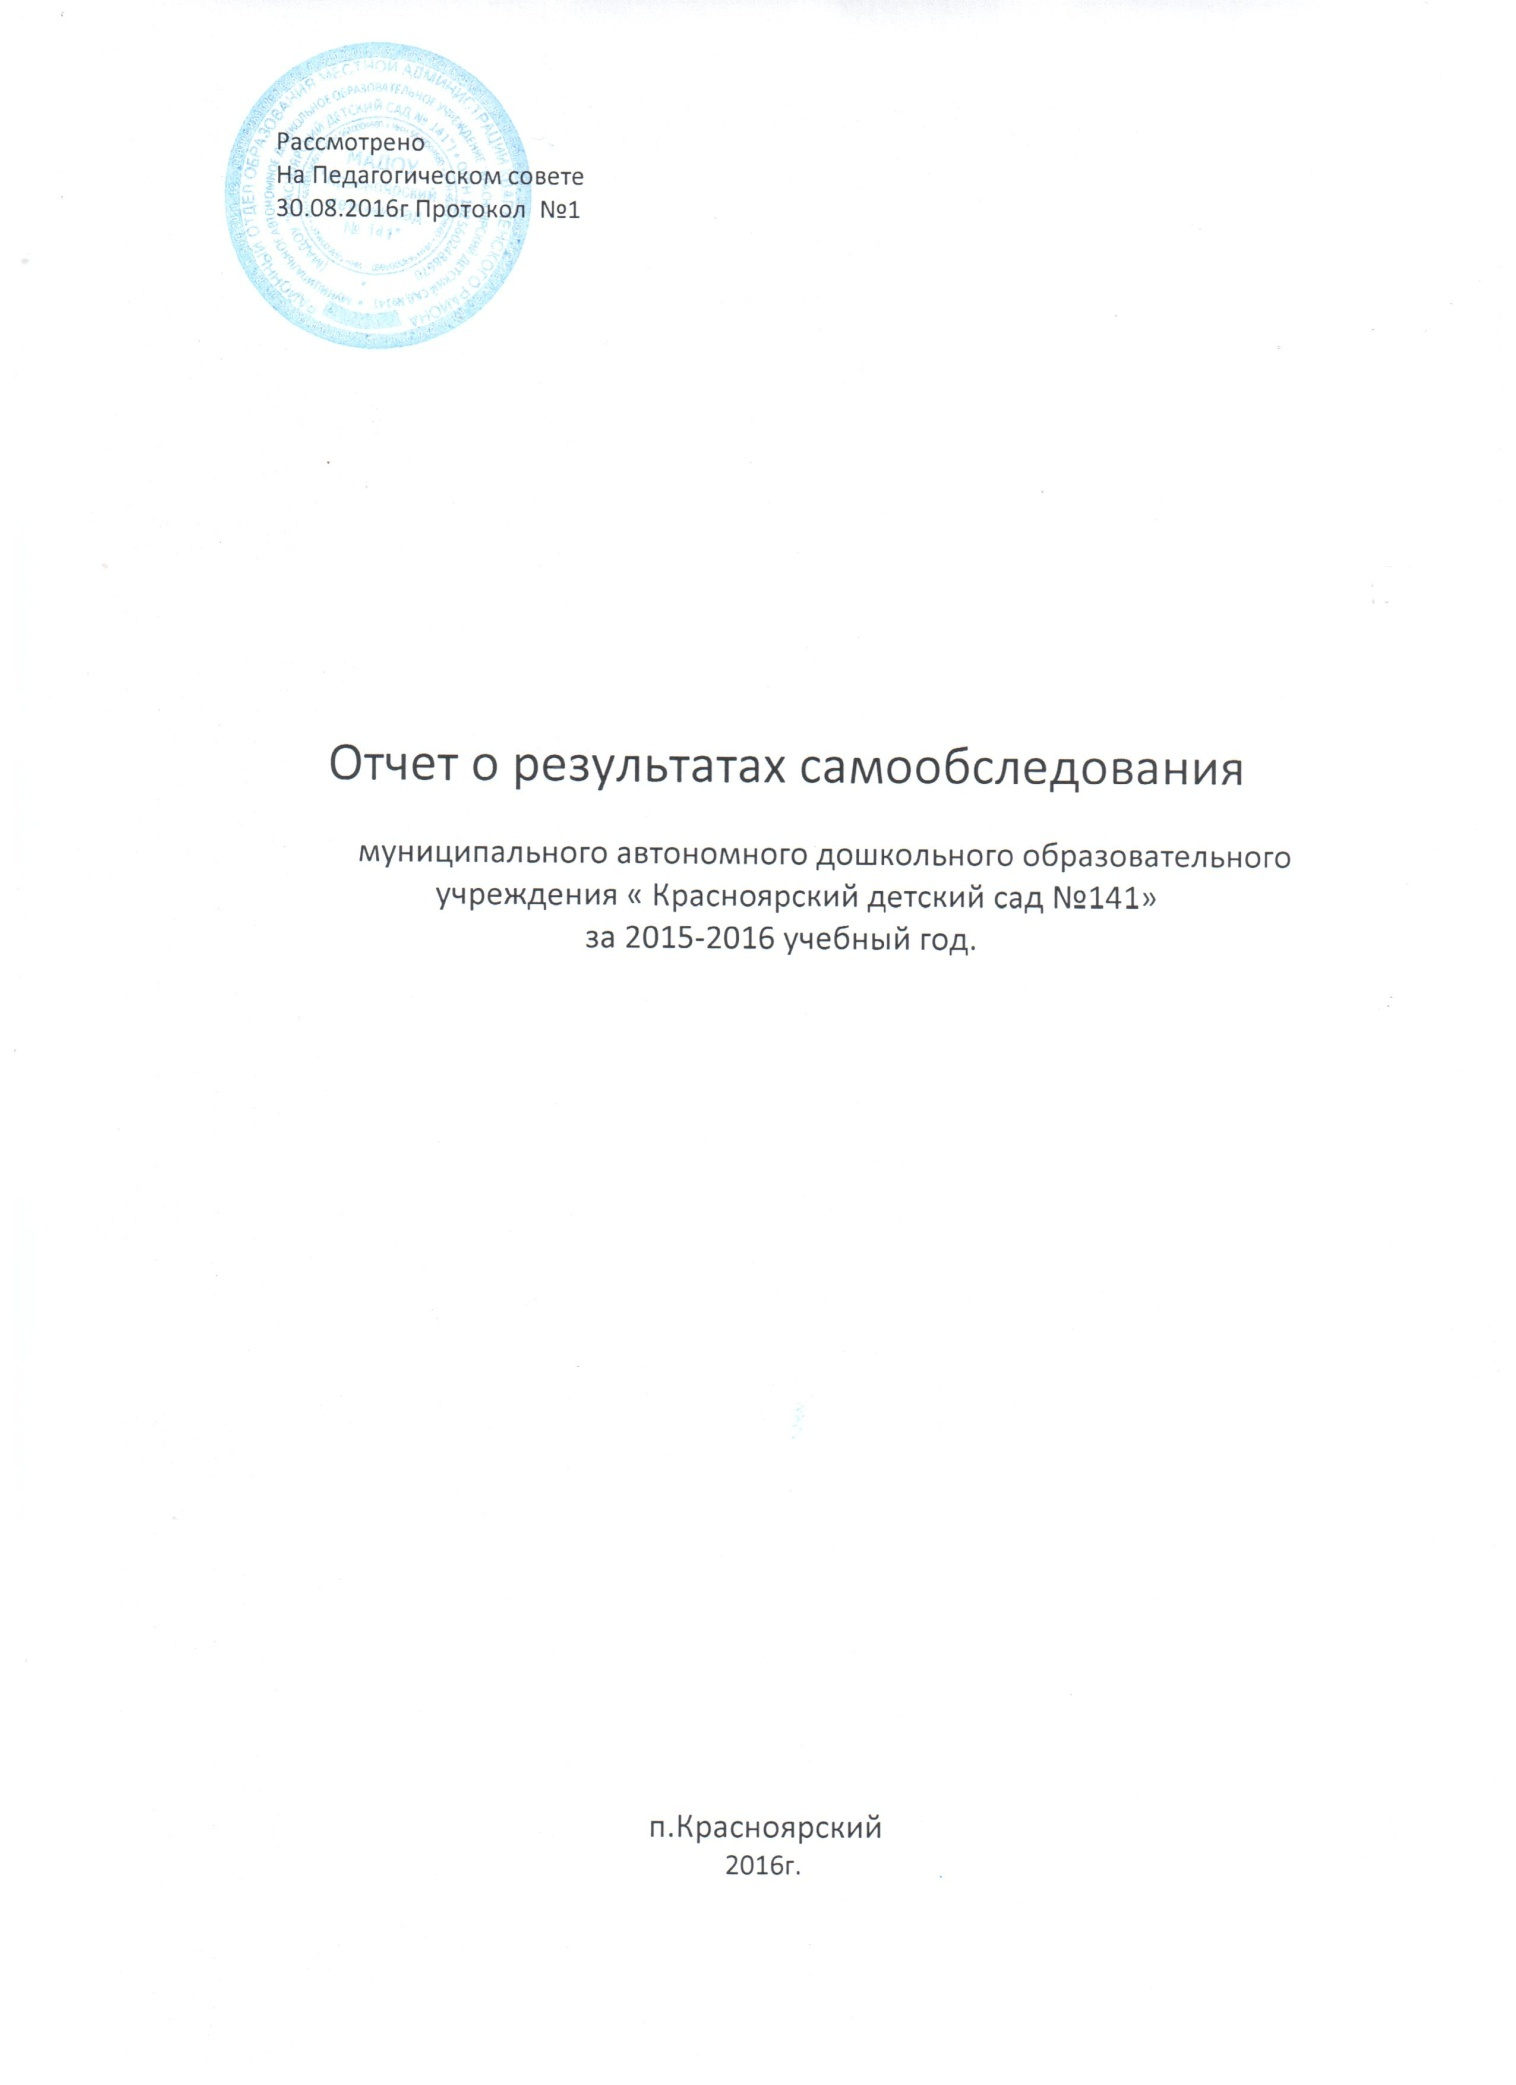 Рассмотрено
На Педагогическом совете
30.08.2016г Протокол №1
Отчет о результатах самообследования
муниципального автономного дошкольного образовательного
учреждения « Красноярский детский сад №141»
за 2015-2016 учебный год.
п.Красноярский
2016г.